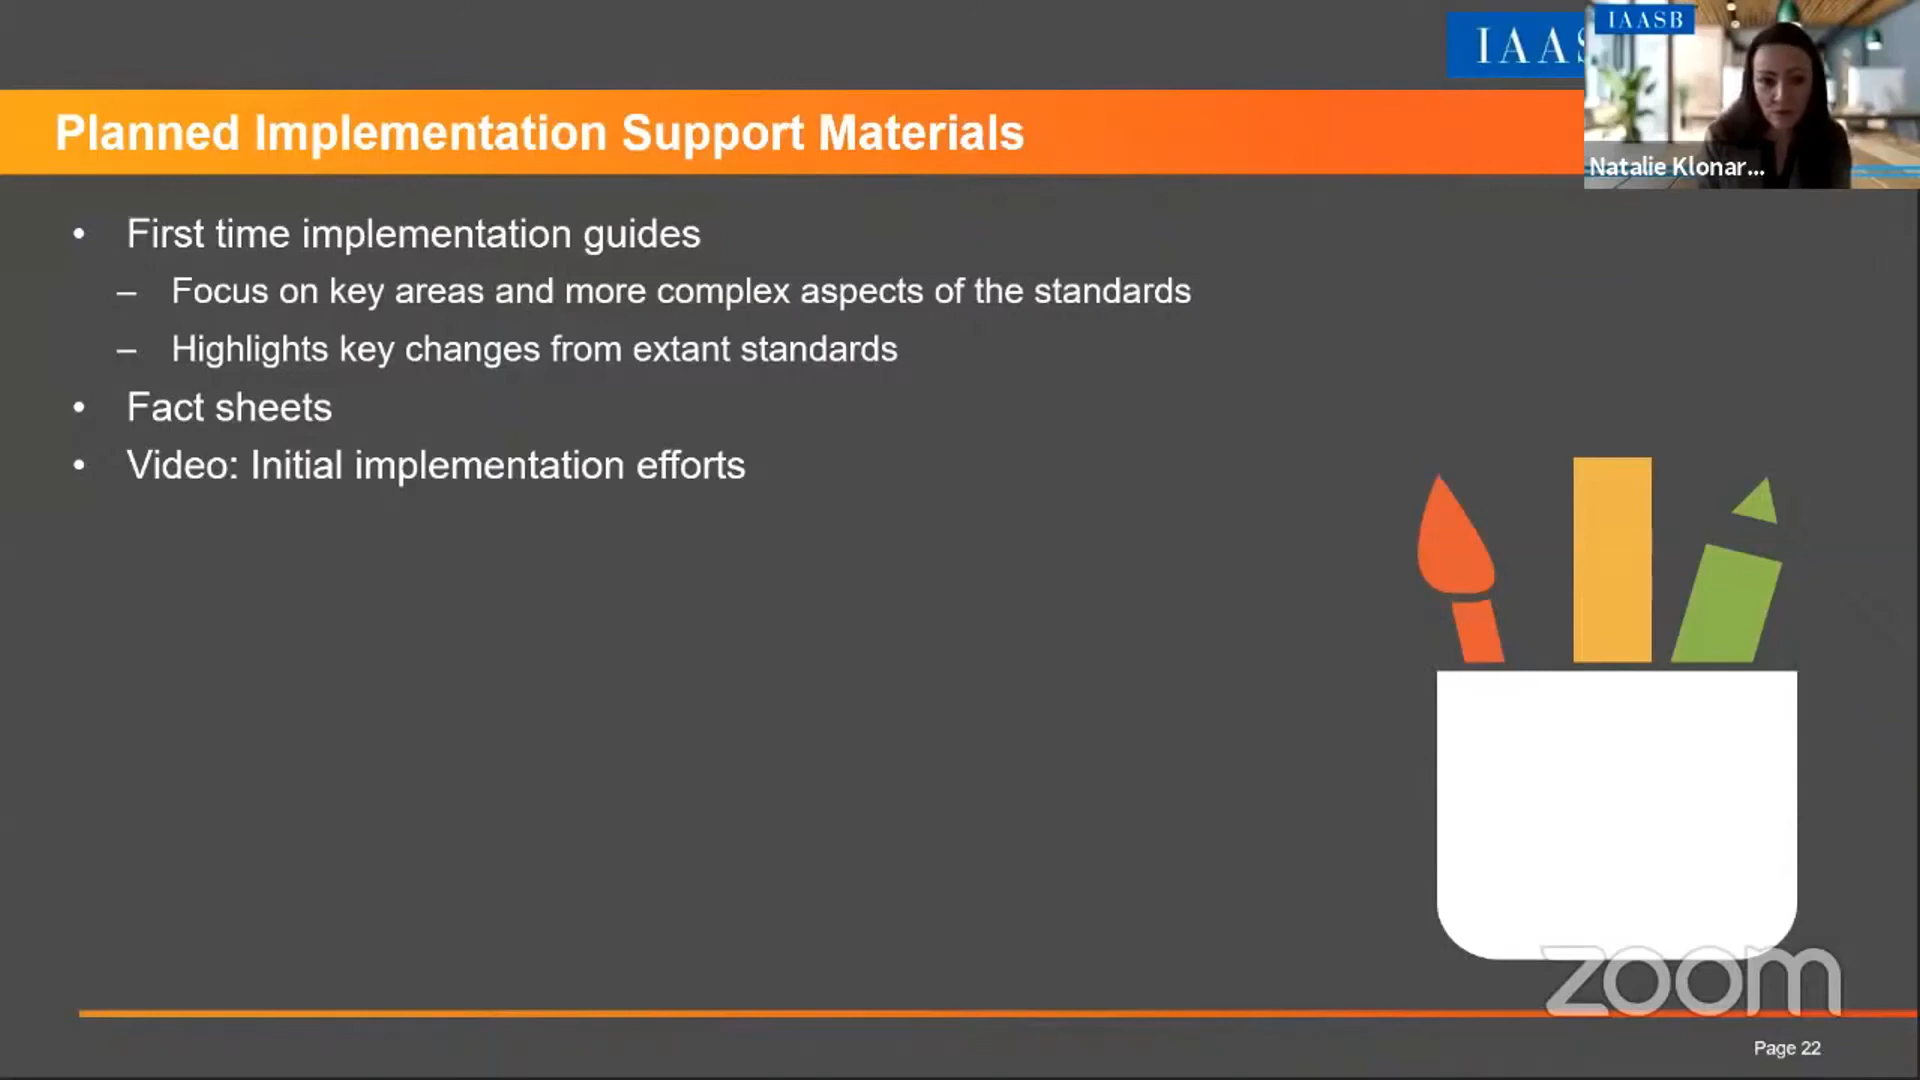 IAAS
IAASB
Planned Implementation Support Materials
Natalie Klonar...
• First time implementation guides
– Focus on key areas and more complex aspects of the standards
– Highlights key changes from extant standards
• Fact sheets
• Video: Initial implementation efforts
zoom
Page 22